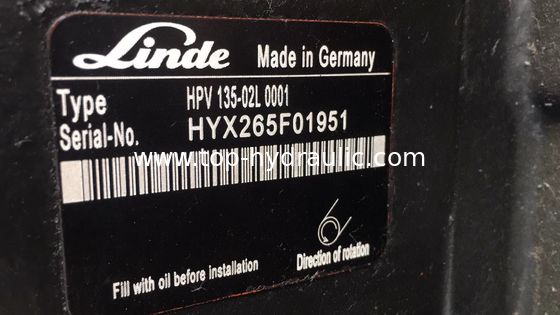 Linde Made in Germany
Type HPV 135-02L 0001
Serial-No. HYX265F01951
www.top-hydraulic.com
Fill with oil before installation
Direction of rotation